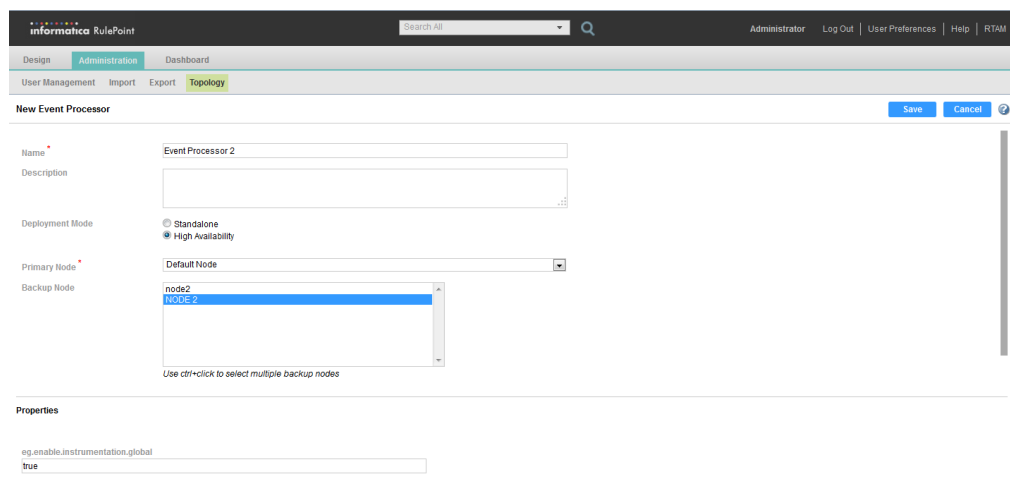 informatica RulePoint
Search All
Administrator Log Out | User Preferences | Help | RTAM
Design Administration Dashboard
User Management Import Export Topology
New Event Processor
Save Cancel ?
Name *
Event Processor 2
Description
Deployment Mode
Standalone
High Availability
Primary Node *
Default Node
Backup Node
node2
NODE 2
Use ctrl+click to select multiple backup nodes
Properties
eg.enable.instrumentation.global
true